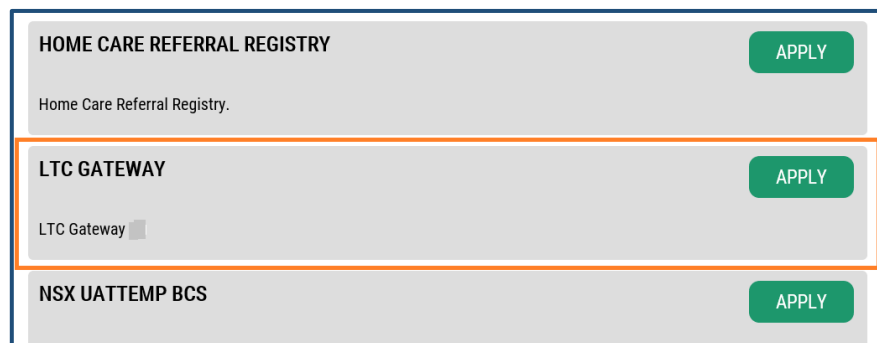 HOME CARE REFERRAL REGISTRY
APPLY
Home Care Referral Registry.
LTC GATEWAY
APPLY
LTC Gateway
NSX UATTEMP BCS
APPLY